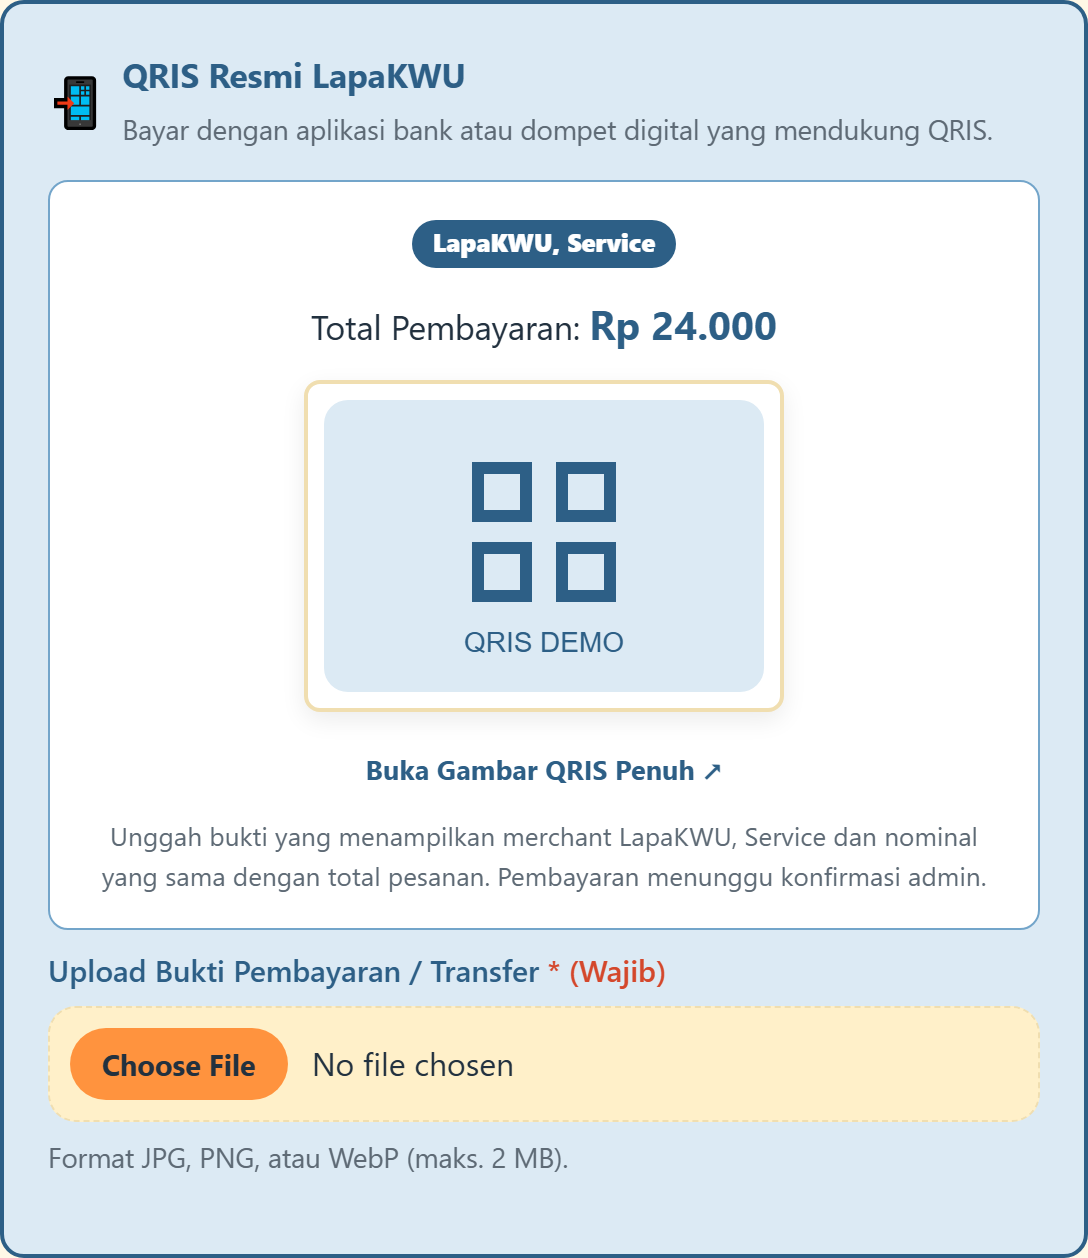 QRIS Resmi LapaKWU
Bayar dengan aplikasi bank atau dompet digital yang mendukung QRIS.
LapaKWU, Service
Total Pembayaran: Rp 24.000
QRIS DEMO
Buka Gambar QRIS Penuh ↗
Unggah bukti yang menampilkan merchant LapaKWU, Service dan nominal
yang sama dengan total pesanan. Pembayaran menunggu konfirmasi admin.
Upload Bukti Pembayaran / Transfer * (Wajib)
Choose File No file chosen
Format JPG, PNG, atau WebP (maks. 2 MB).